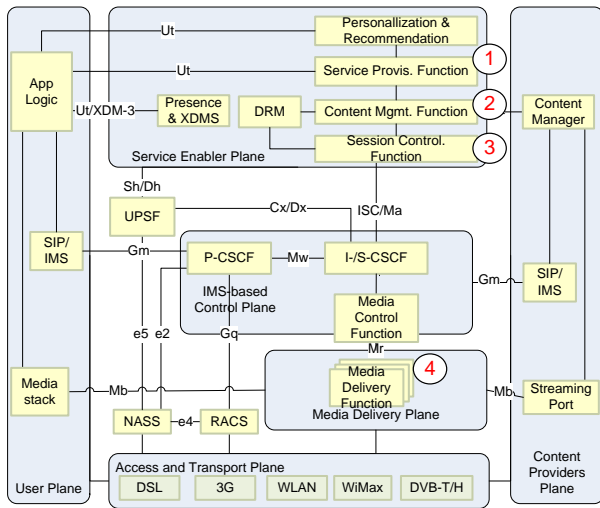 Personallization &
Recommendation
Ut
1
App
Logic
Ut
Service Provis. Function
2
Ut/XDM-3
Presence
& XDMS
DRM
Content Mgmt. Function
Content
Manager
3
Session Control.
Function
Service Enabler Plane
Sh/Dh
Cx/Dx
ISC/Ma
UPSF
SIP/
IMS
Gm
P-CSCF
Mw
I-/S-CSCF
Gm
SIP/
IMS
IMS-based
Control Plane
Media
Control
Function
e5
e2
Gq
Mr
4
Media
stack
Mb
Media
Delivery
Function
Mb
Streaming
Port
Media Delivery Plane
NASS
e4
RACS
Access and Transport Plane
DSL
3G
WLAN
WiMax
DVB-T/H
User Plane
Content
Providers
Plane